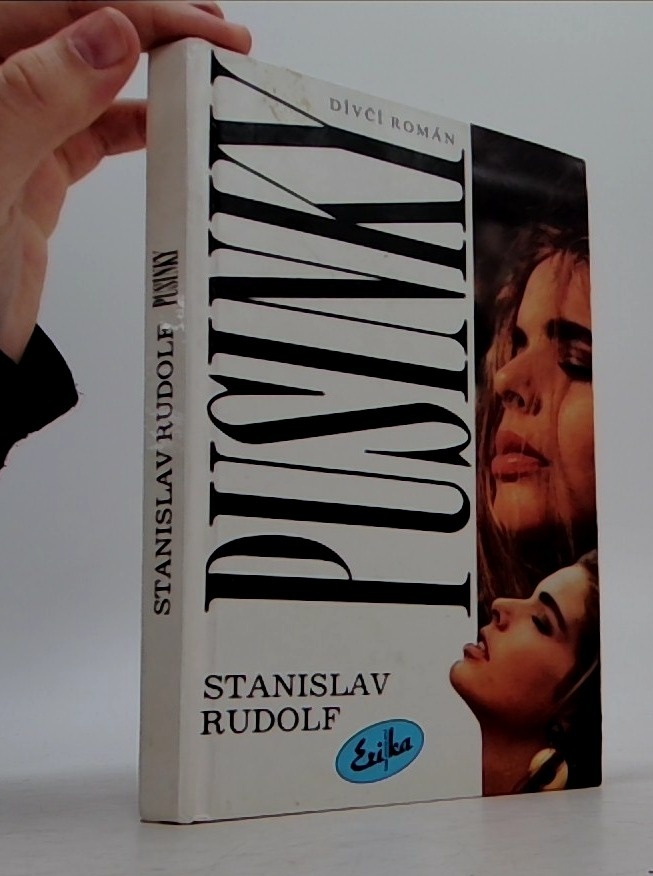 STANISLAV RUDOLF PUSINKY
DÍVČÍ ROMÁN
PUSINKY
STANISLAV
RUDOLF
Erika